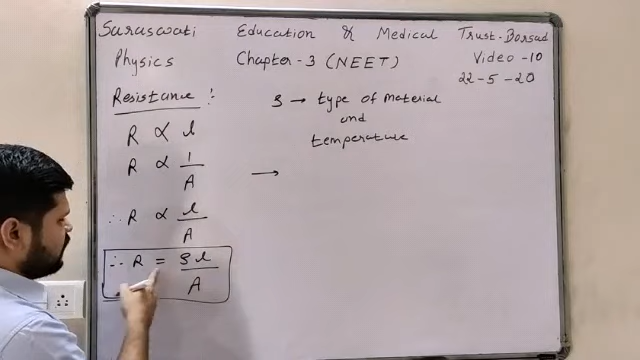 Saraswati Education & Medical Trust-Borsad
Physics Chapter-3 (NEET) Video-10
22-5-20
Resistance :-
R ∝ l
R ∝ 1/A
∴ R ∝ l/A
∴ R = ρl/A
ρ → type of material
and
temperature
→